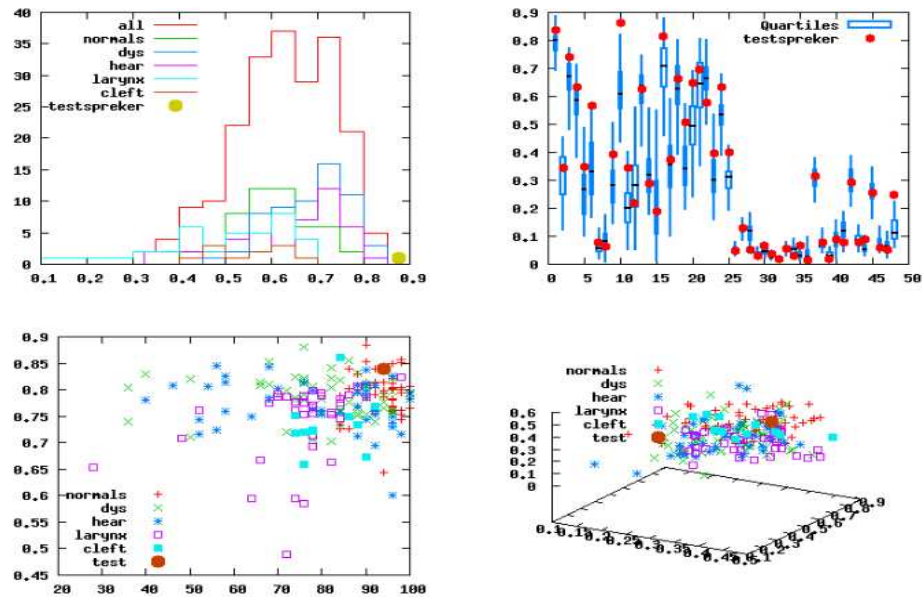 40
35
30
25
20
15
10
5
0
all
normals
dys
hear
larynx
cleft
testspreker
0.1 0.2 0.3 0.4 0.5 0.6 0.7 0.8 0.9
0.9
0.8
0.7
0.6
0.5
0.4
0.3
0.2
0.1
0
Quartiles
testspreker
0 5 10 15 20 25 30 35 40 45 50
0.9
0.85
0.8
0.75
0.7
0.65
0.6
0.55
0.5
0.45
normals
dys
hear
larynx
cleft
test
20 30 40 50 60 70 80 90 100
normals
dys
hear
larynx
cleft
test
0.6
0.5
0.4
0.3
0.2
0.1
0